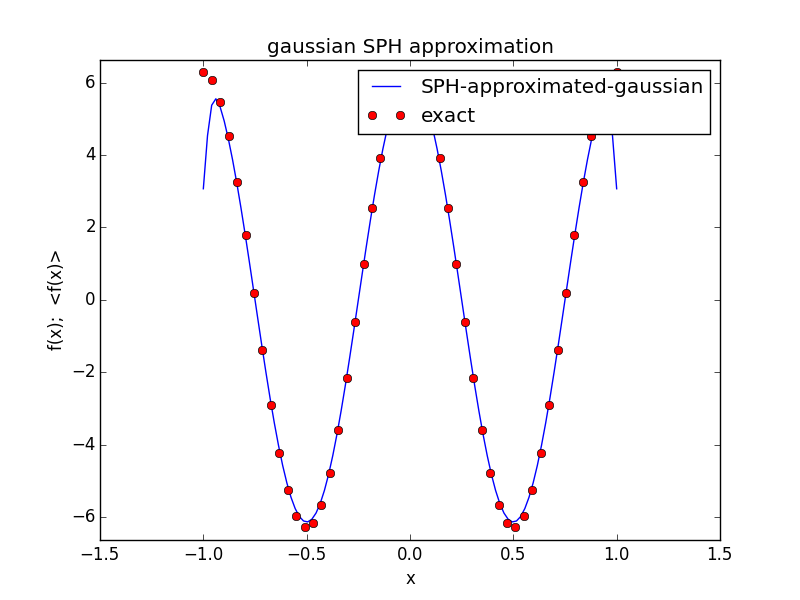 gaussian SPH approximation
SPH-approximated-gaussian
exact
f(x); <f(x)>
6
4
2
0
−2
−4
−6
−1.5 −1.0 −0.5 0.0 0.5 1.0 1.5
x